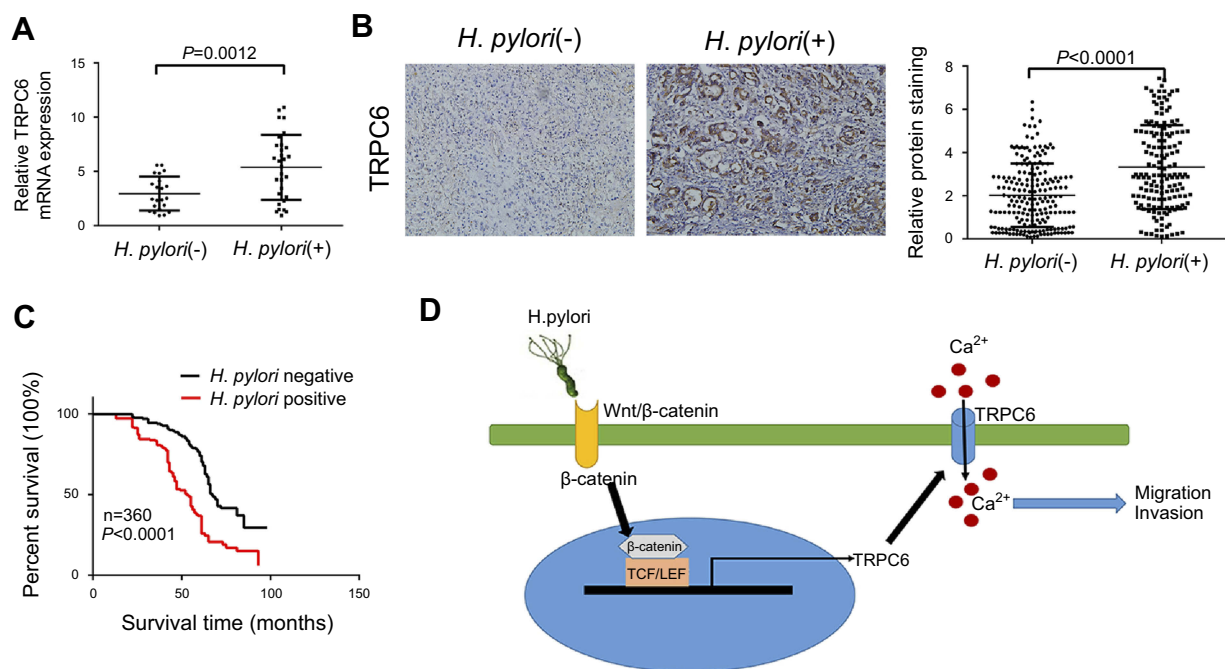 A
P=0.0012
Relative TRPC6
mRNA expression
15
10
5
0
H. pylori(-)
H. pylori(+)
B
H. pylori(-)
H. pylori(+)
TRPC6
P<0.0001
Relative protein staining
8
6
4
2
0
H. pylori(-)
H. pylori(+)
C
H. pylori negative
H. pylori positive
Percent survival (100%)
100
50
0
n=360
P<0.0001
0
50
100
150
Survival time (months)
D
H.pylori
Wnt/β-catenin
β-catenin
β-catenin
TCF/LEF
TRPC6
Ca2+
TRPC6
Ca2+
Migration
Invasion